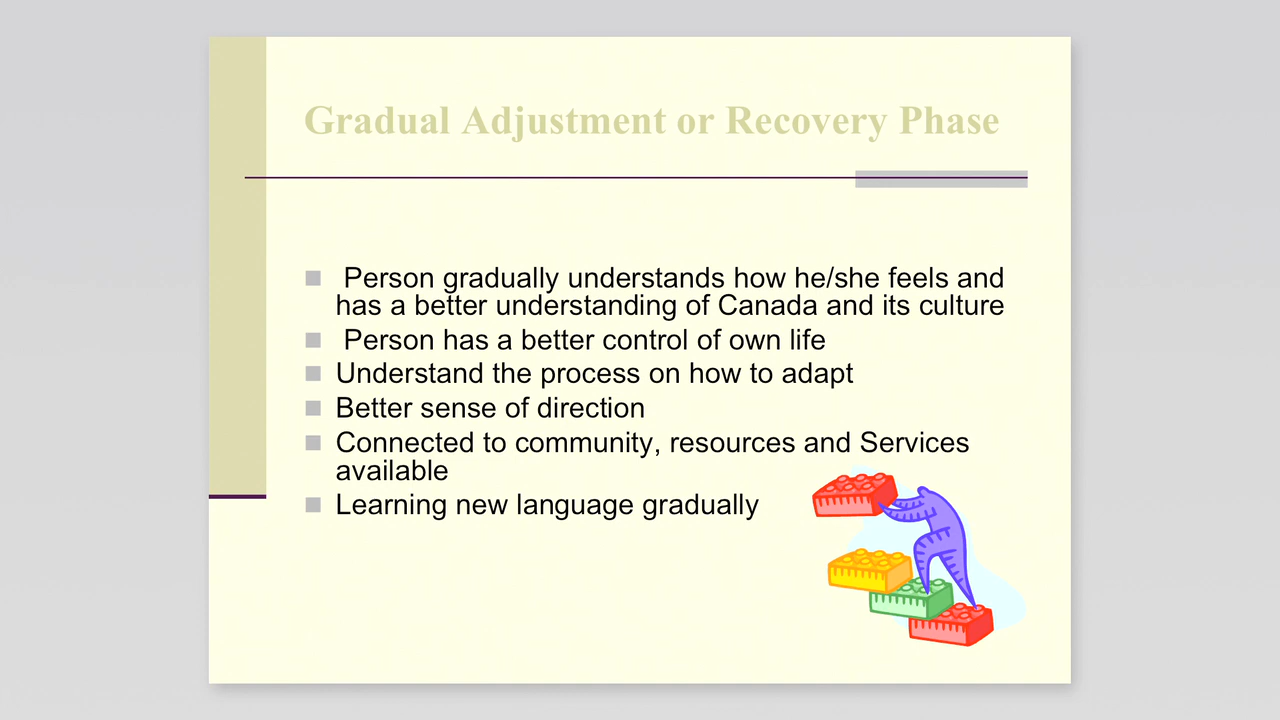 Gradual Adjustment or Recovery Phase
Person gradually understands how he/she feels and
has a better understanding of Canada and its culture
Person has a better control of own life
Understand the process on how to adapt
Better sense of direction
Connected to community, resources and Services
available
Learning new language gradually